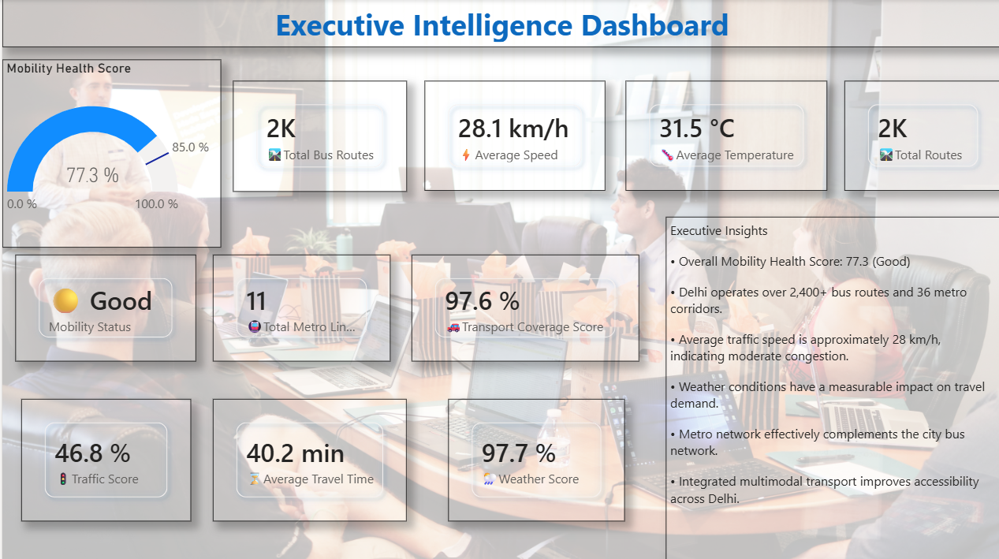 Executive Intelligence Dashboard
Mobility Health Score
85.0 %
77.3 %
0.0 %
100.0 %
2K
Total Bus Routes
28.1 km/h
Average Speed
31.5 °C
Average Temperature
2K
Total Routes
Good
Mobility Status
11
Total Metro Lin...
97.6 %
Transport Coverage Score
46.8 %
Traffic Score
40.2 min
Average Travel Time
97.7 %
Weather Score
Executive Insights
• Overall Mobility Health Score: 77.3 (Good)
• Delhi operates over 2,400+ bus routes and 36 metro
corridors.
• Average traffic speed is approximately 28 km/h,
indicating moderate congestion.
• Weather conditions have a measurable impact on travel
demand.
• Metro network effectively complements the city bus
network.
• Integrated multimodal transport improves accessibility
across Delhi.